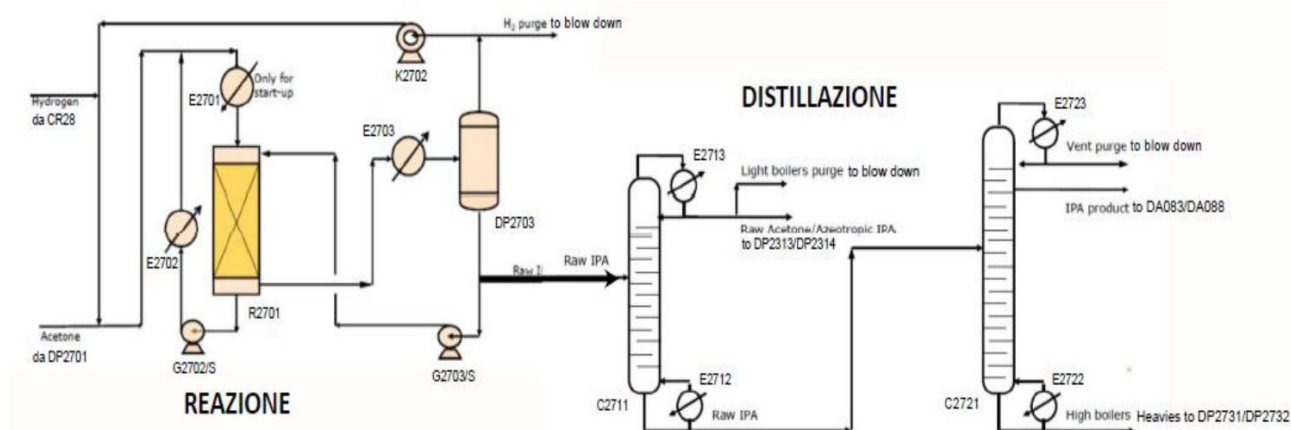 H₂ purge to blow down
K2702
Only for
start-up
E2701
Hydrogen
da CR28
E2703
DP2703
E2702
R2701
Acetone
da DP2701
G2702/S
G2703/S
REAZIONE
Raw IPA
Raw I
DISTILLAZIONE
E2713
Light boilers purge to blow down
Raw Acetone/Azeotropic IPA
to DP2313/DP2314
E2712
C2711
Raw IPA
E2723
Vent purge to blow down
IPA product to DA083/DA088
E2722
C2721
High boilers Heavies to DP2731/DP2732